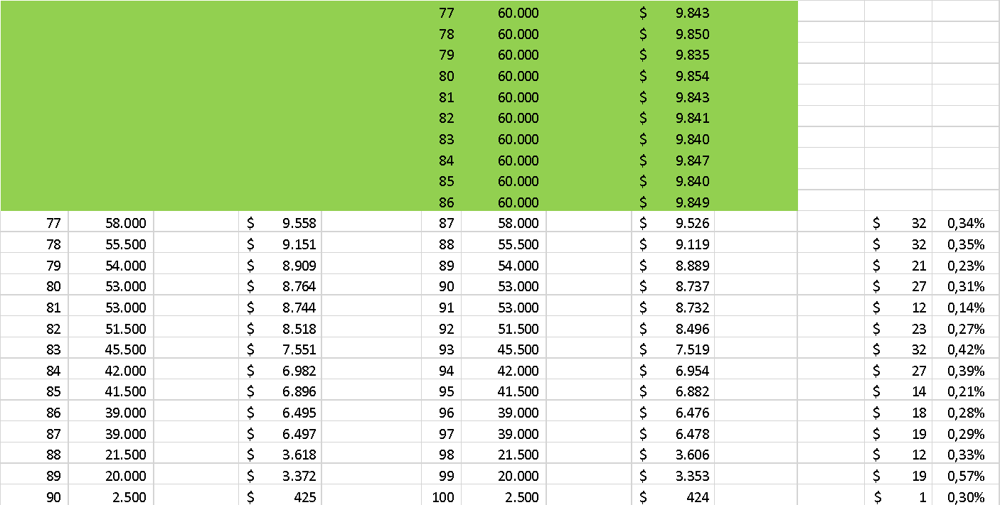 77 60.000 $ 9.843
78 60.000 $ 9.850
79 60.000 $ 9.835
80 60.000 $ 9.854
81 60.000 $ 9.843
82 60.000 $ 9.841
83 60.000 $ 9.840
84 60.000 $ 9.847
85 60.000 $ 9.840
86 60.000 $ 9.849
77 58.000 $ 9.558 87 58.000 $ 9.526 $ 32 0,34%
78 55.500 $ 9.151 88 55.500 $ 9.119 $ 32 0,35%
79 54.000 $ 8.909 89 54.000 $ 8.889 $ 21 0,23%
80 53.000 $ 8.764 90 53.000 $ 8.737 $ 27 0,31%
81 53.000 $ 8.744 91 53.000 $ 8.732 $ 12 0,14%
82 51.500 $ 8.518 92 51.500 $ 8.496 $ 23 0,27%
83 45.500 $ 7.551 93 45.500 $ 7.519 $ 32 0,42%
84 42.000 $ 6.982 94 42.000 $ 6.954 $ 27 0,39%
85 41.500 $ 6.896 95 41.500 $ 6.882 $ 14 0,21%
86 39.000 $ 6.495 96 39.000 $ 6.476 $ 18 0,28%
87 39.000 $ 6.497 97 39.000 $ 6.478 $ 19 0,29%
88 21.500 $ 3.618 98 21.500 $ 3.606 $ 12 0,33%
89 20.000 $ 3.372 99 20.000 $ 3.353 $ 19 0,57%
90 2.500 $ 425 100 2.500 $ 424 $ 1 0,30%